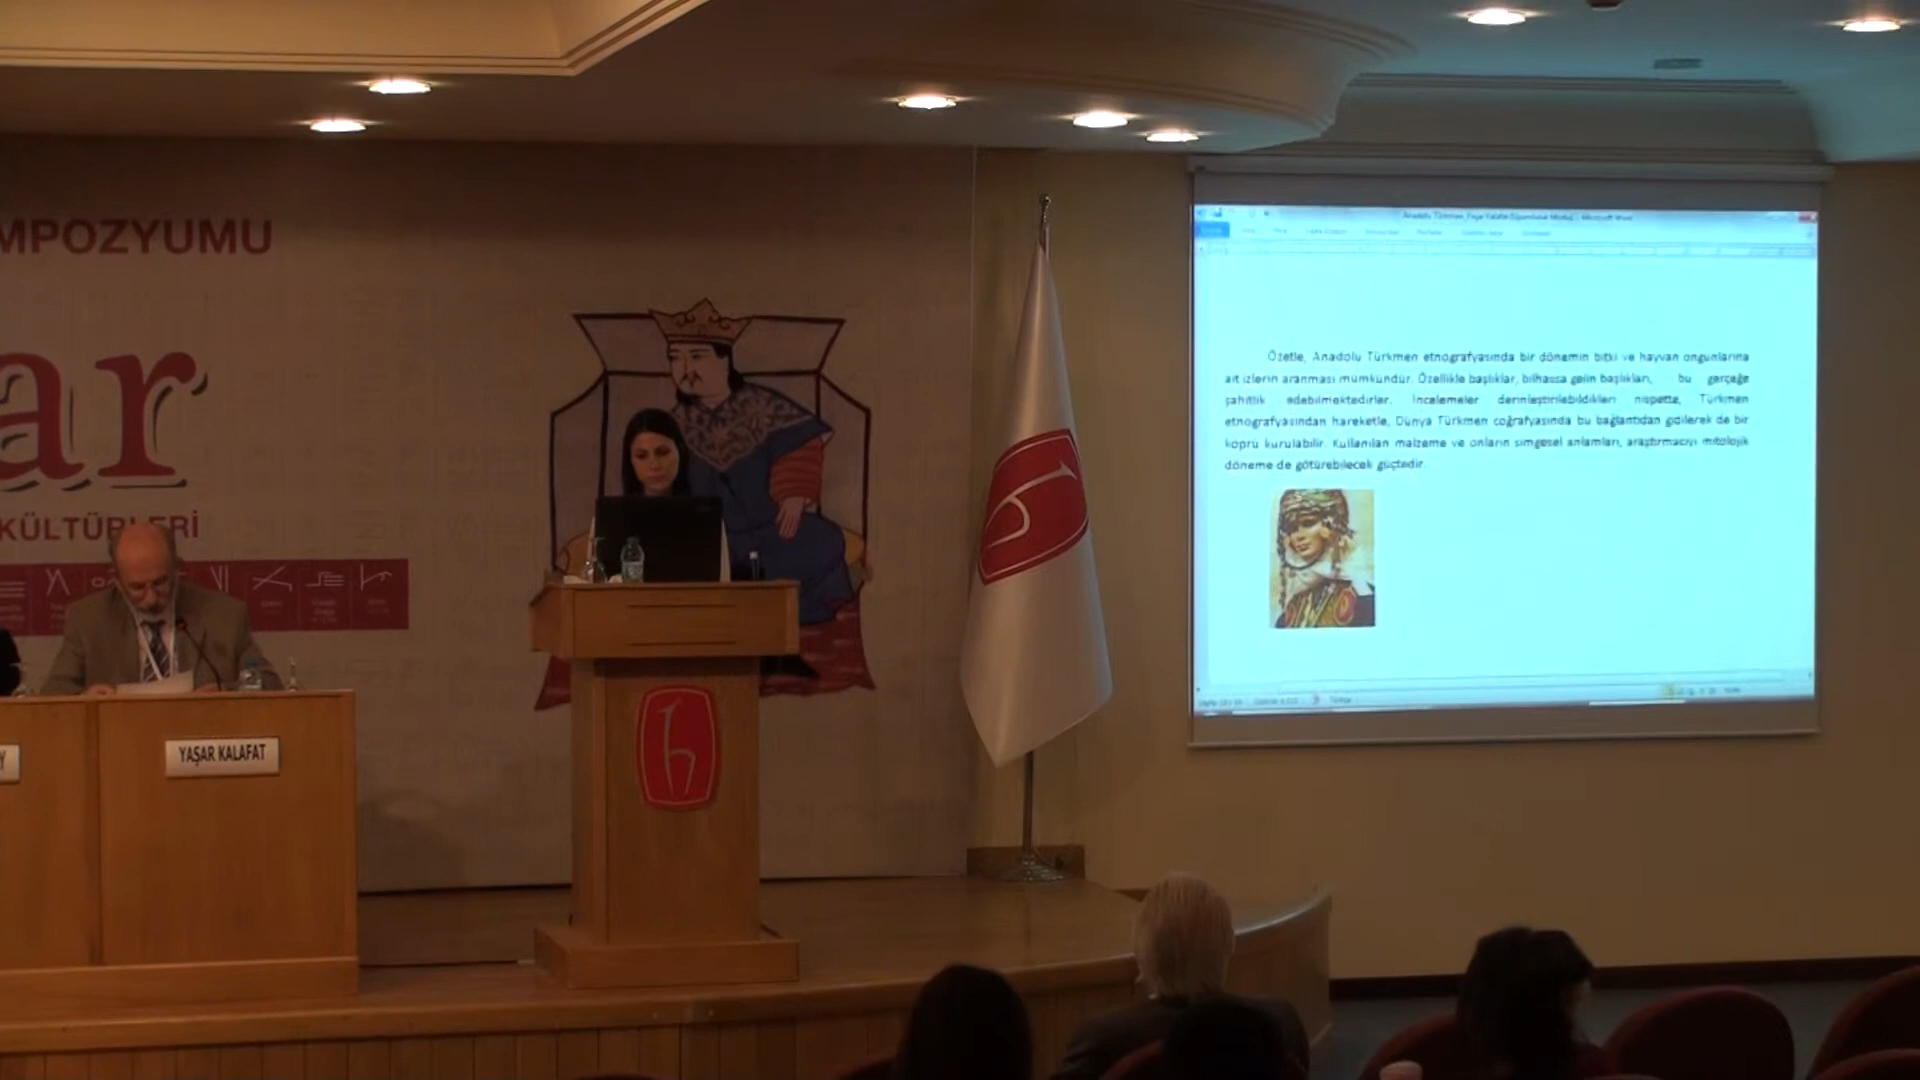 MPOZYUMU
ar
KÜLTÜRLERİ
YAŞAR KALAFAT
Y
Özetle, Anadolu Türkmen etnografyasında bir dönemin bitki ve hayvan ongunlarına
ait izlerin aranması mümkündür. Özellikle başlıklar, bilhassa gelin başlıkları, bu gerçeğe
şahitlik edebilmektedirler. İncelemeler derinleştirilebildikleri nispette, Türkmen
etnografyasından hareketle, Dünya Türkmen coğrafyasında bu bağlantıdan gidilerek de bir
köprü kurulabilir. Kullanılan malzeme ve onların simgesel anlamları, araştırmacıyı mitolojik
döneme de götürebilecek güçtedir.